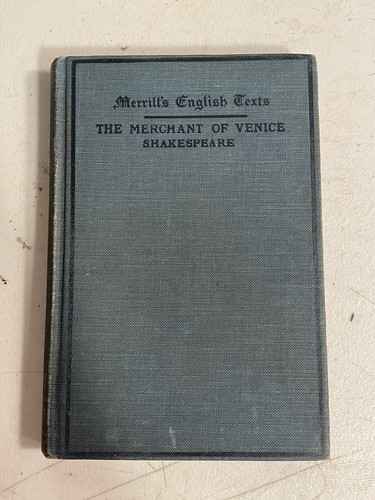 Merrill's English Texts
THE MERCHANT OF VENICE
SHAKESPEARE